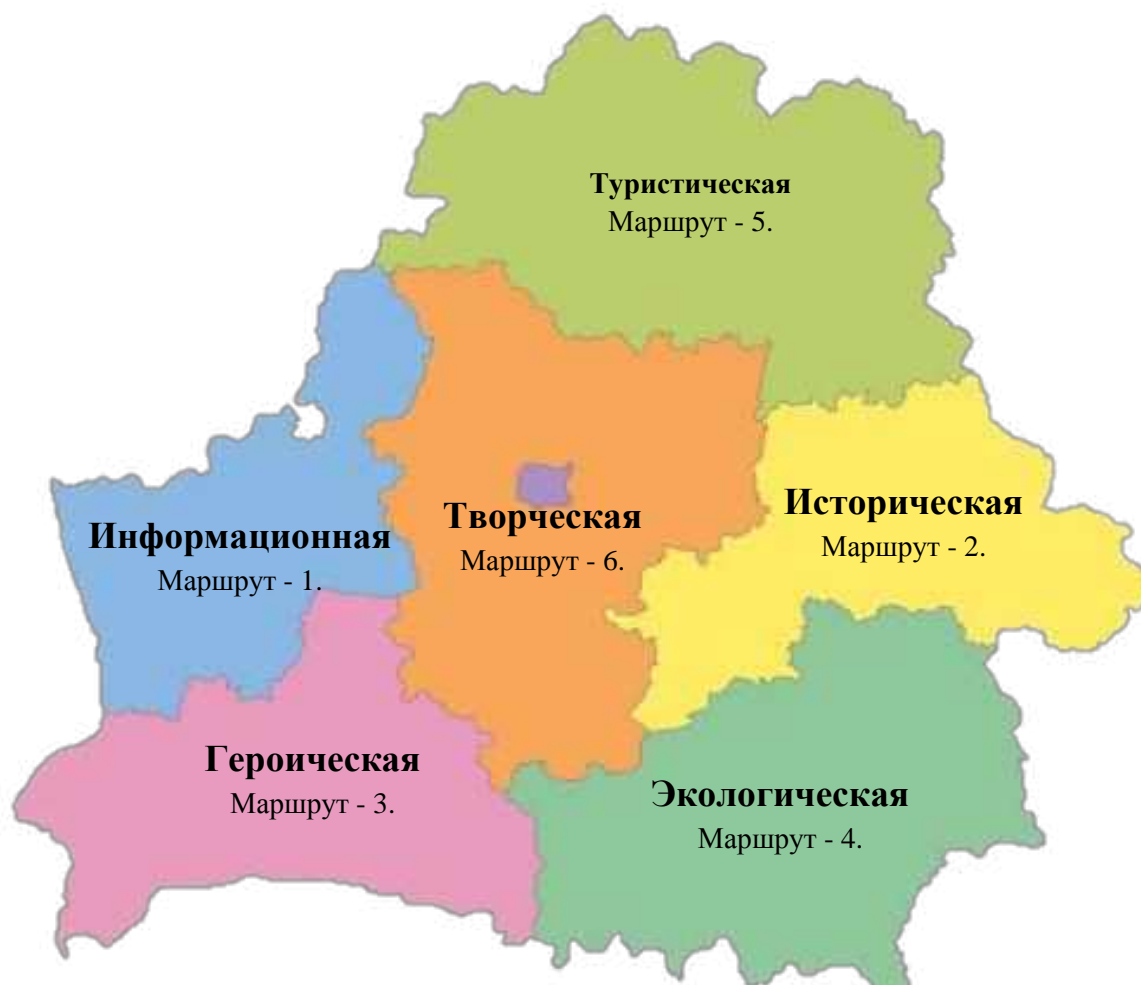 Туристическая
Маршрут - 5.
Информационная
Маршрут - 1.
Творческая
Маршрут - 6.
Историческая
Маршрут - 2.
Героическая
Маршрут - 3.
Экологическая
Маршрут - 4.